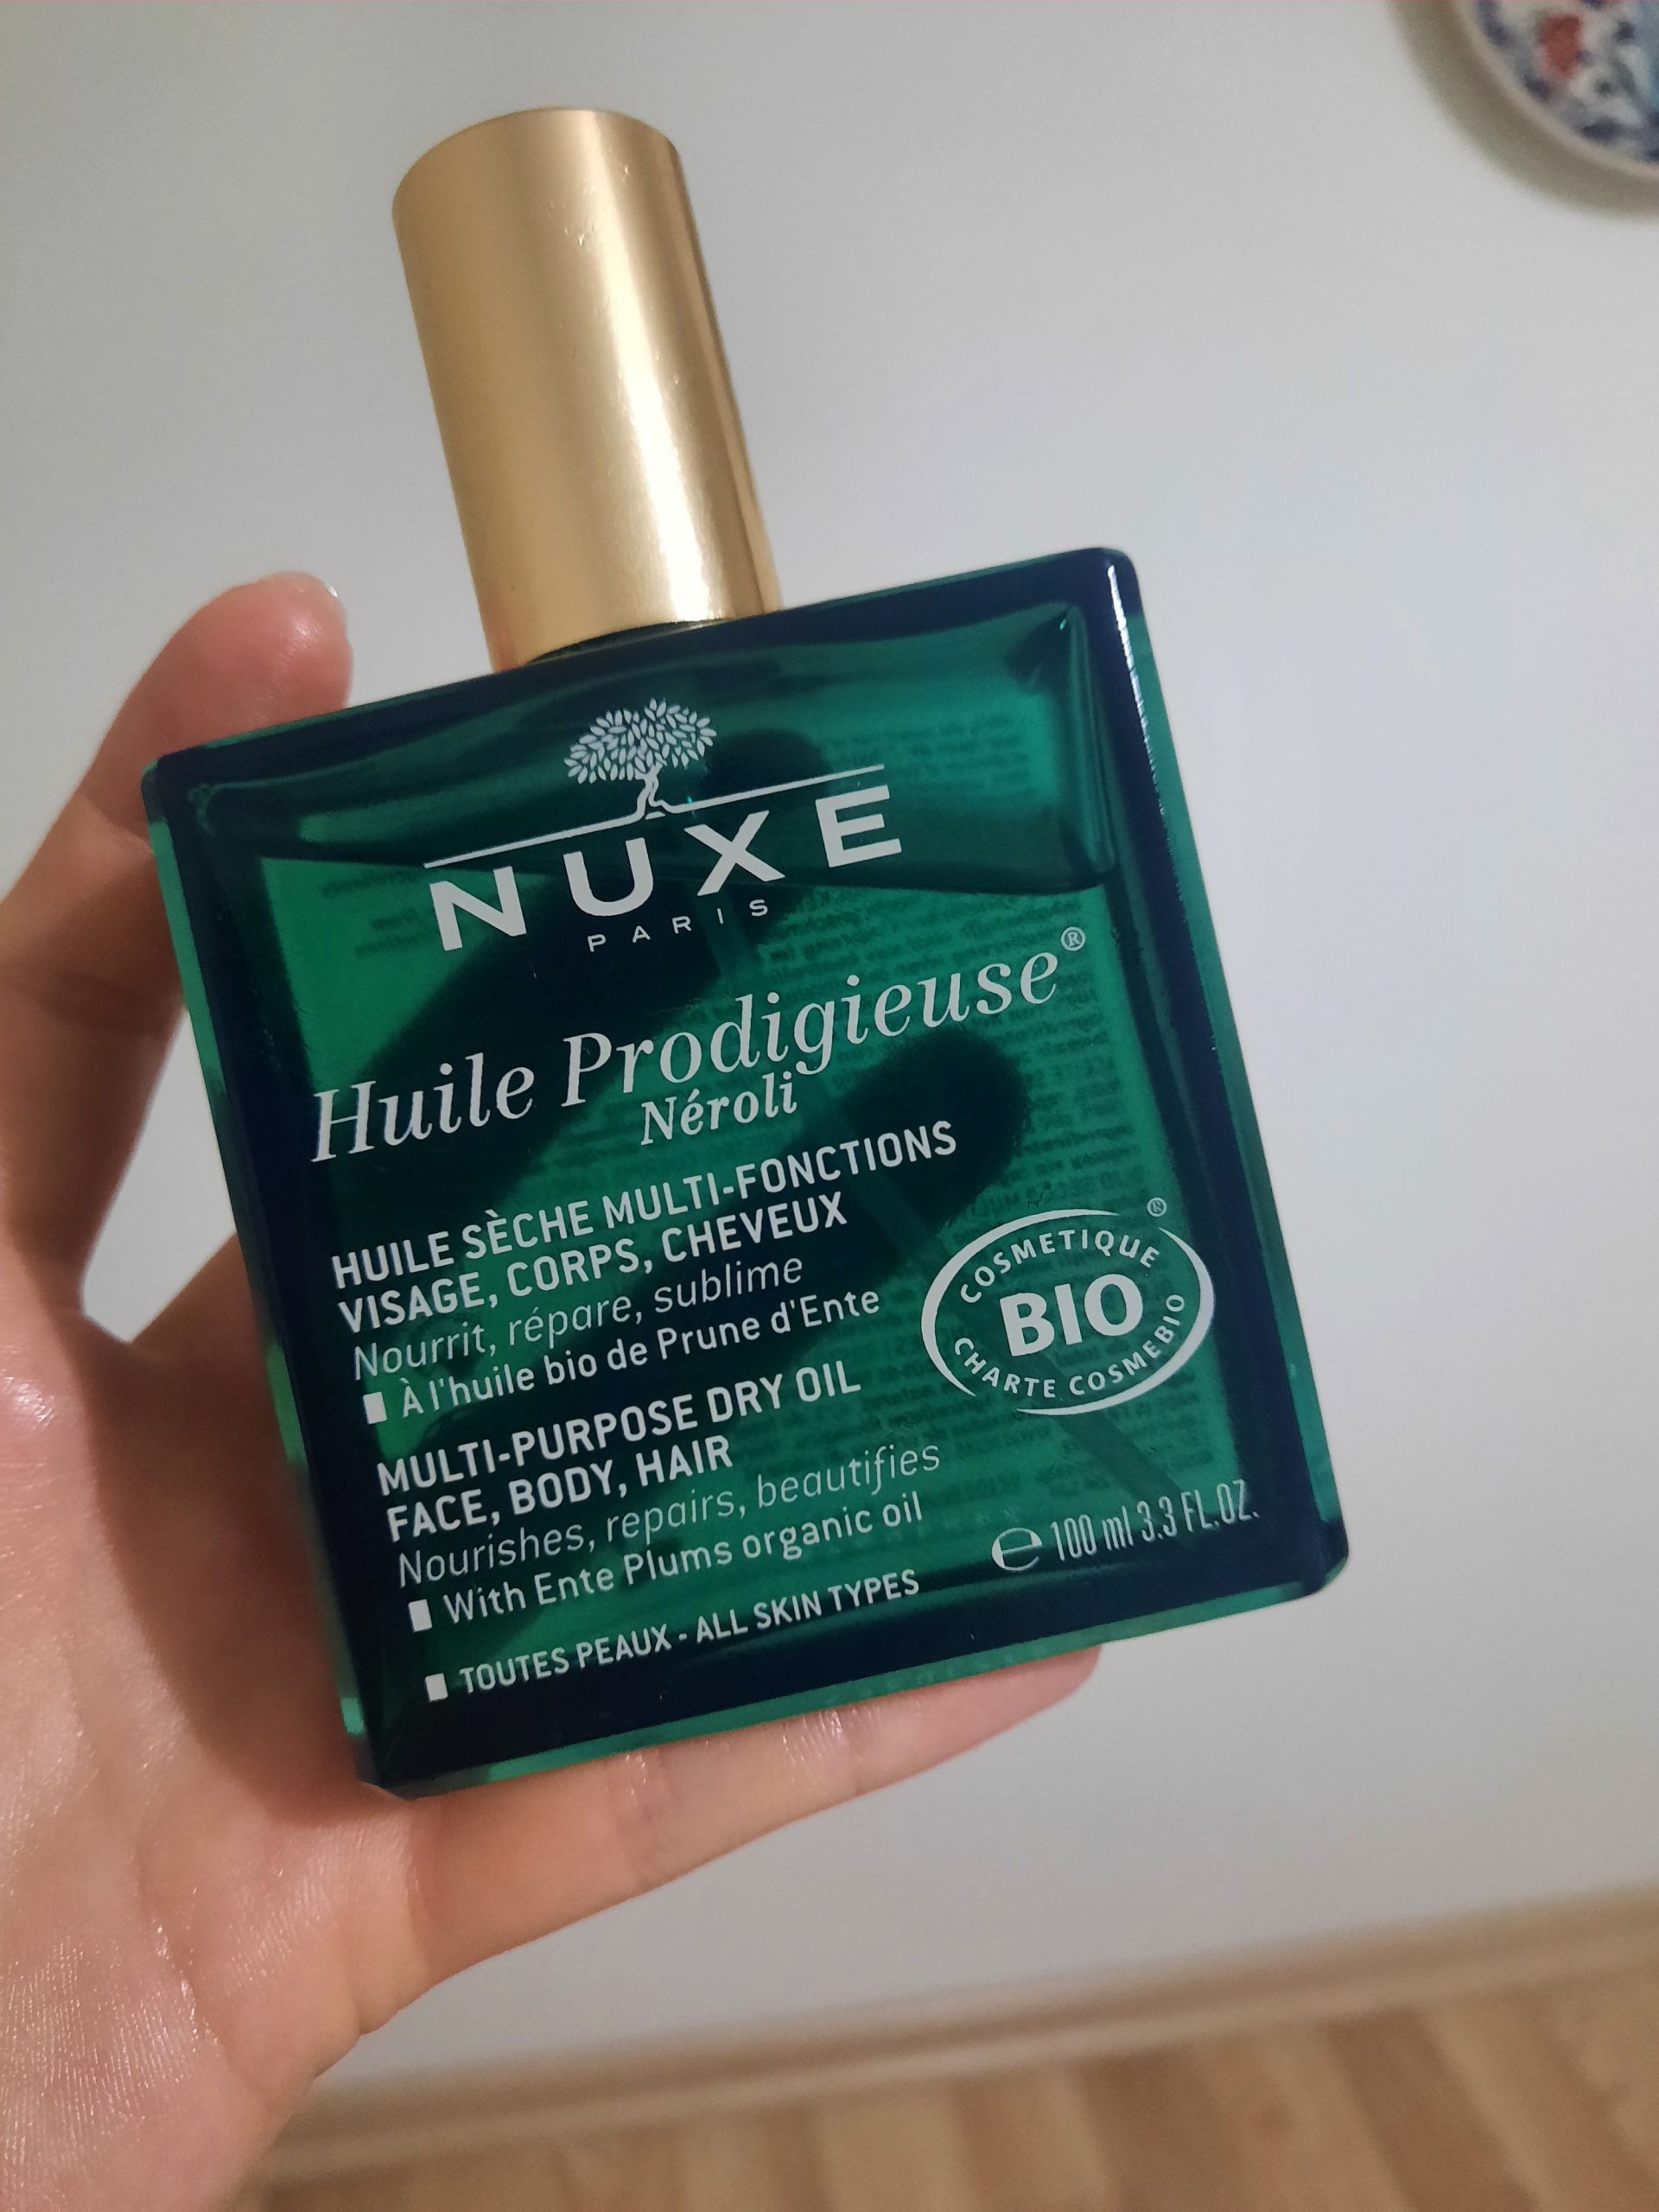 NUXE
PARIS
Huile Prodigieuse®
Néroli
HUILE SÈCHE MULTI-FONCTIONS
VISAGE, CORPS, CHEVEUX
Nourrit, répare, sublime
À l'huile bio de Prune d'Ente
MULTI-PURPOSE DRY OIL
FACE, BODY, HAIR
Nourishes, repairs, beautifies
With Ente Plums organic oil
TOUTES PEAUX - ALL SKIN TYPES
®
COSMETIQUE
BIO
CHARTE COSMEBIO
℮ 100 ml 3.3 FL.OZ.